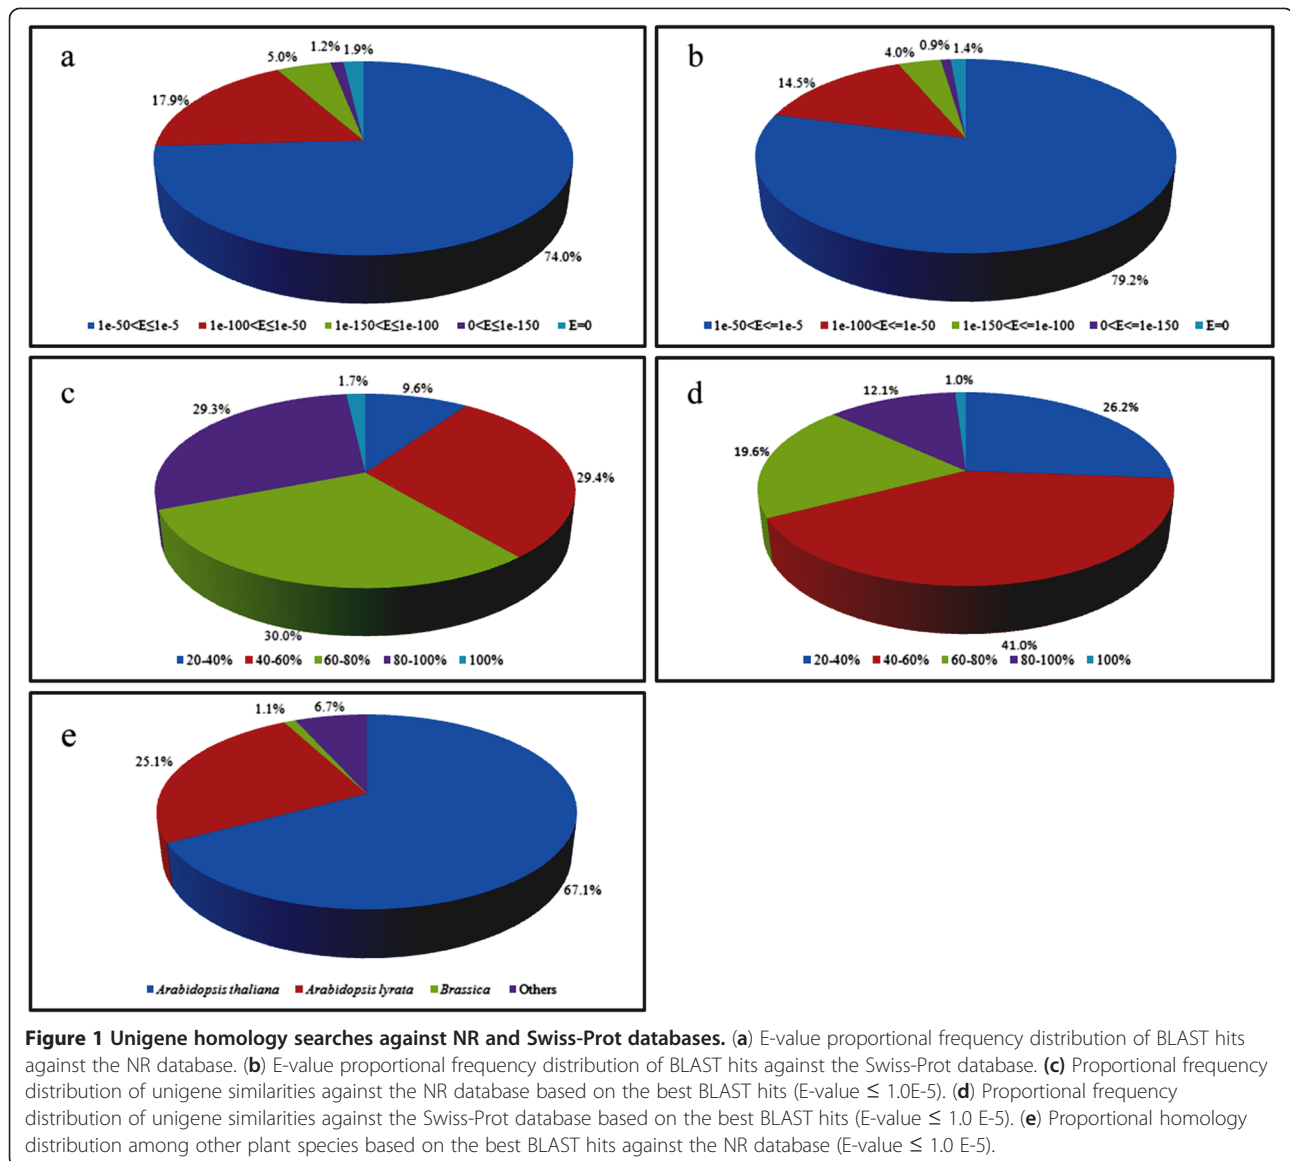 a
5.0%
1.2%
1.9%
17.9%
74.0%
1e-50<E≤1e-5 1e-100<E≤1e-50 1e-150<E≤1e-100 0<E≤1e-150 E=0
b
4.0%
0.9%
1.4%
14.5%
79.2%
1e-50<E<=1e-5 1e-100<E<=1e-50 1e-150<E<=1e-100 0<E<=1e-150 E=0
c
1.7%
9.6%
29.3%
29.4%
30.0%
20-40% 40-60% 60-80% 80-100% 100%
d
12.1%
1.0%
26.2%
19.6%
41.0%
20-40% 40-60% 60-80% 80-100% 100%
e
1.1%
6.7%
25.1%
67.1%
Arabidopsis thaliana Arabidopsis lyrata Brassica Others
Figure 1 Unigene homology searches against NR and Swiss-Prot databases. (a) E-value proportional frequency distribution of BLAST hits
against the NR database. (b) E-value proportional frequency distribution of BLAST hits against the Swiss-Prot database. (c) Proportional frequency
distribution of unigene similarities against the NR database based on the best BLAST hits (E-value ≤ 1.0E-5). (d) Proportional frequency
distribution of unigene similarities against the Swiss-Prot database based on the best BLAST hits (E-value ≤ 1.0 E-5). (e) Proportional homology
distribution among other plant species based on the best BLAST hits against the NR database (E-value ≤ 1.0 E-5).